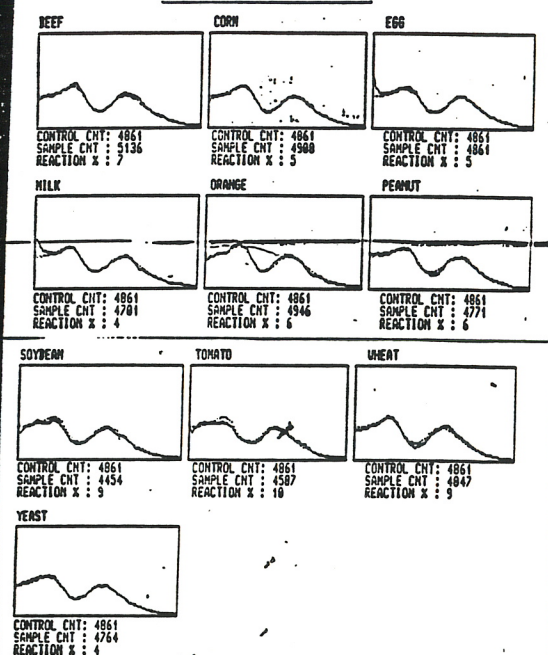 BEEF
CONTROL CNT: 4861
SAMPLE CNT : 5136
REACTION % : 7
CORN
CONTROL CNT: 4861
SAMPLE CNT : 4908
REACTION % : 5
EGG
CONTROL CNT: 4861
SAMPLE CNT : 4861
REACTION % : 5
MILK
CONTROL CNT: 4861
SAMPLE CNT : 4701
REACTION % : 4
ORANGE
CONTROL CNT: 4861
SAMPLE CNT : 4946
REACTION % : 6
PEANUT
CONTROL CNT: 4861
SAMPLE CNT : 4771
REACTION % : 6
SOYBEAN
CONTROL CNT: 4861
SAMPLE CNT : 4454
REACTION % : 9
TOMATO
CONTROL CNT: 4861
SAMPLE CNT : 4587
REACTION % : 10
WHEAT
CONTROL CNT: 4861
SAMPLE CNT : 4847
REACTION % : 9
YEAST
CONTROL CNT: 4861
SAMPLE CNT : 4764
REACTION % : 4